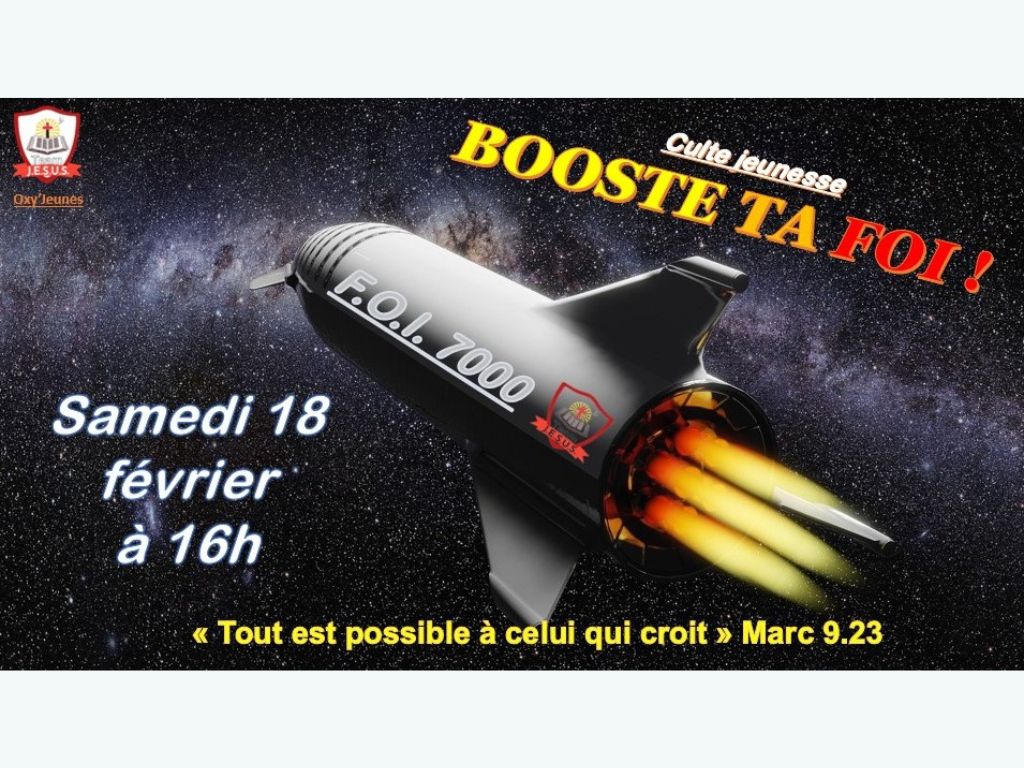 Team
J.E.S.U.S.
Oxy'Jeunes
Culte jeunesse
BOOSTE TA FOI !
F.O.I. 7000
J.E.S.U.S.
Samedi 18
février
à 16h
« Tout est possible à celui qui croit » Marc 9.23